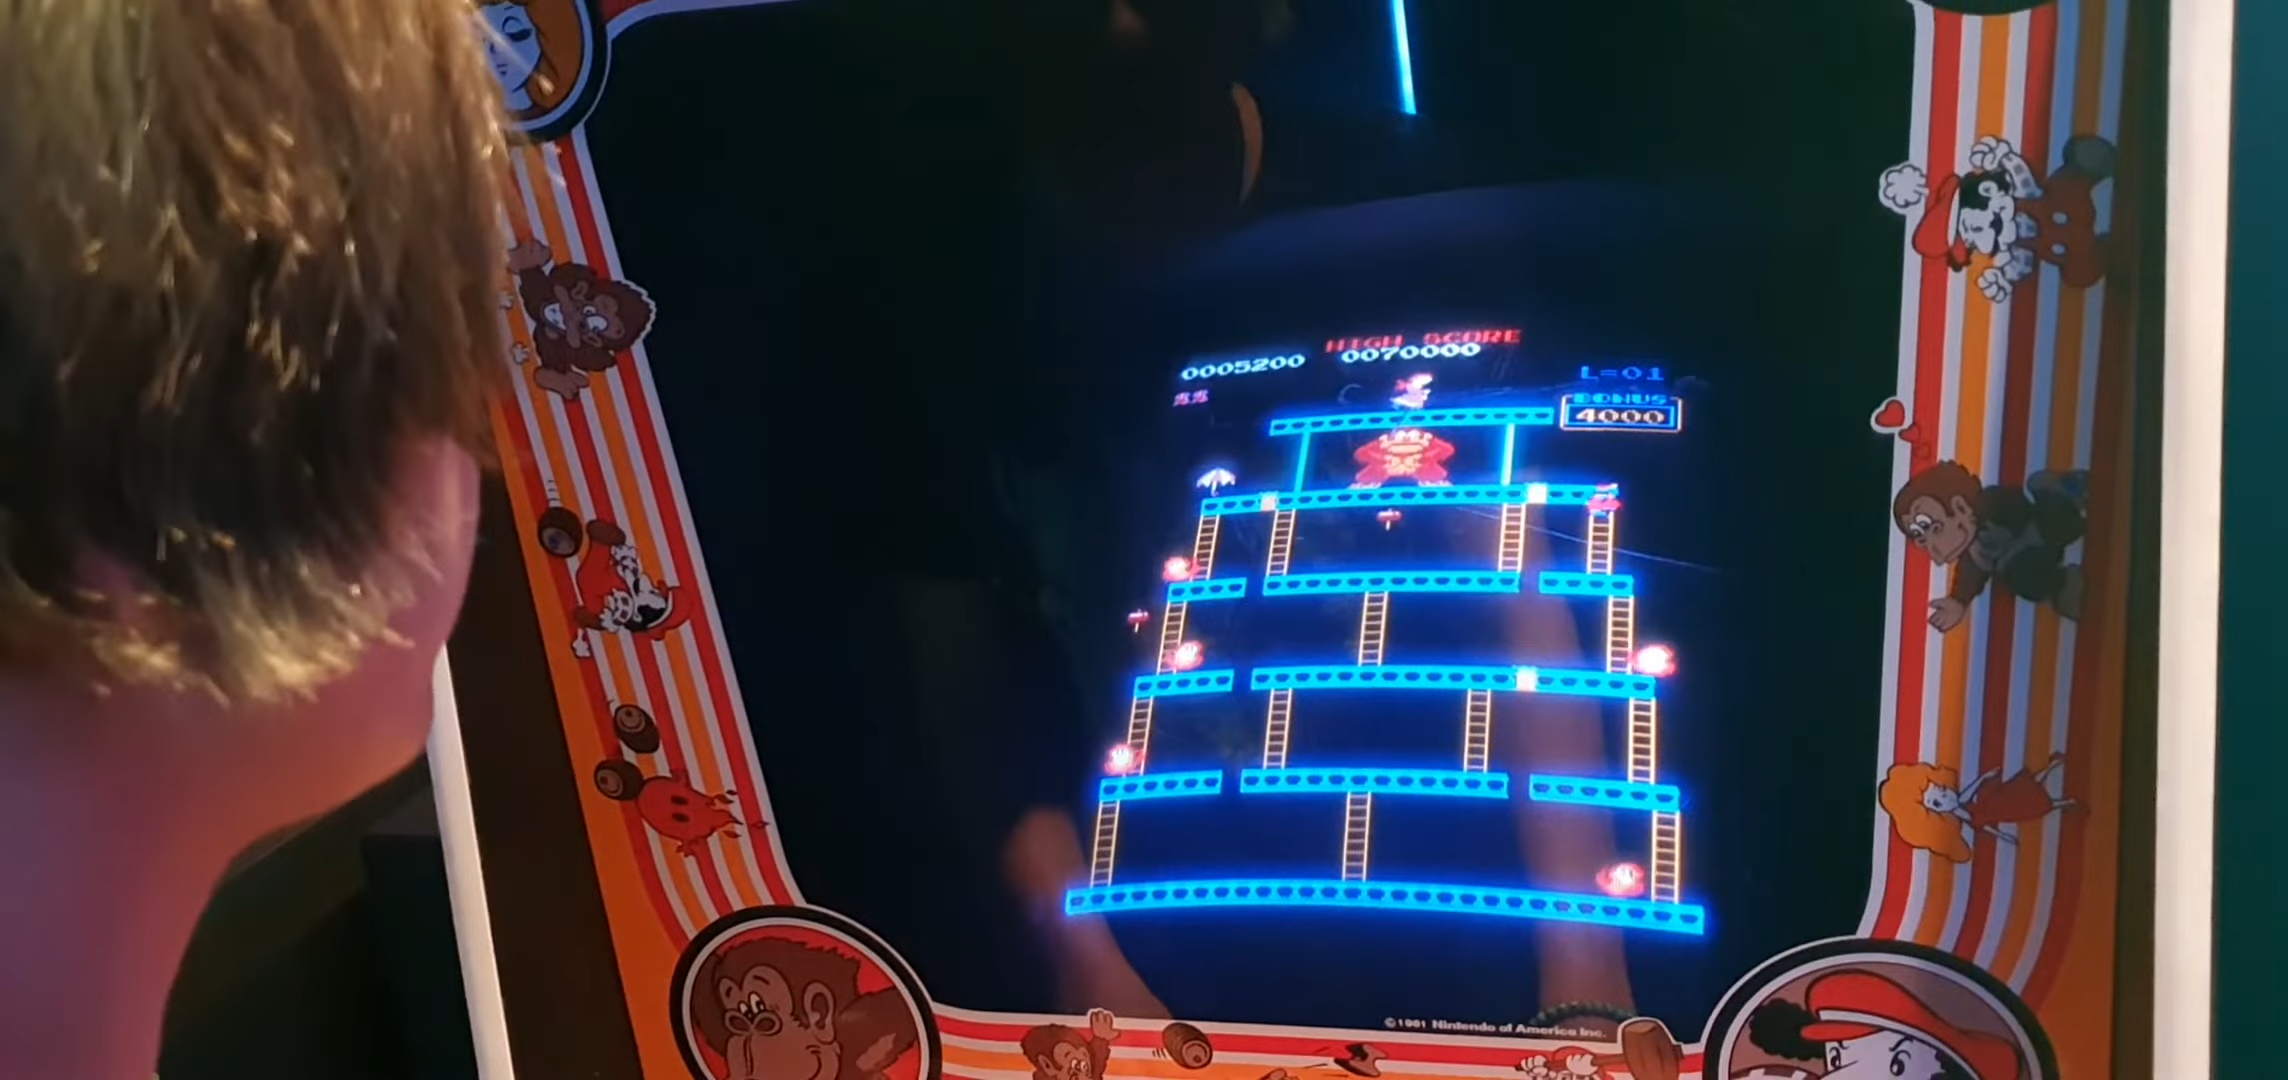 HIGH SCORE
0005200 0070000
L=01
BONUS
4000
©1981 Nintendo of America Inc.